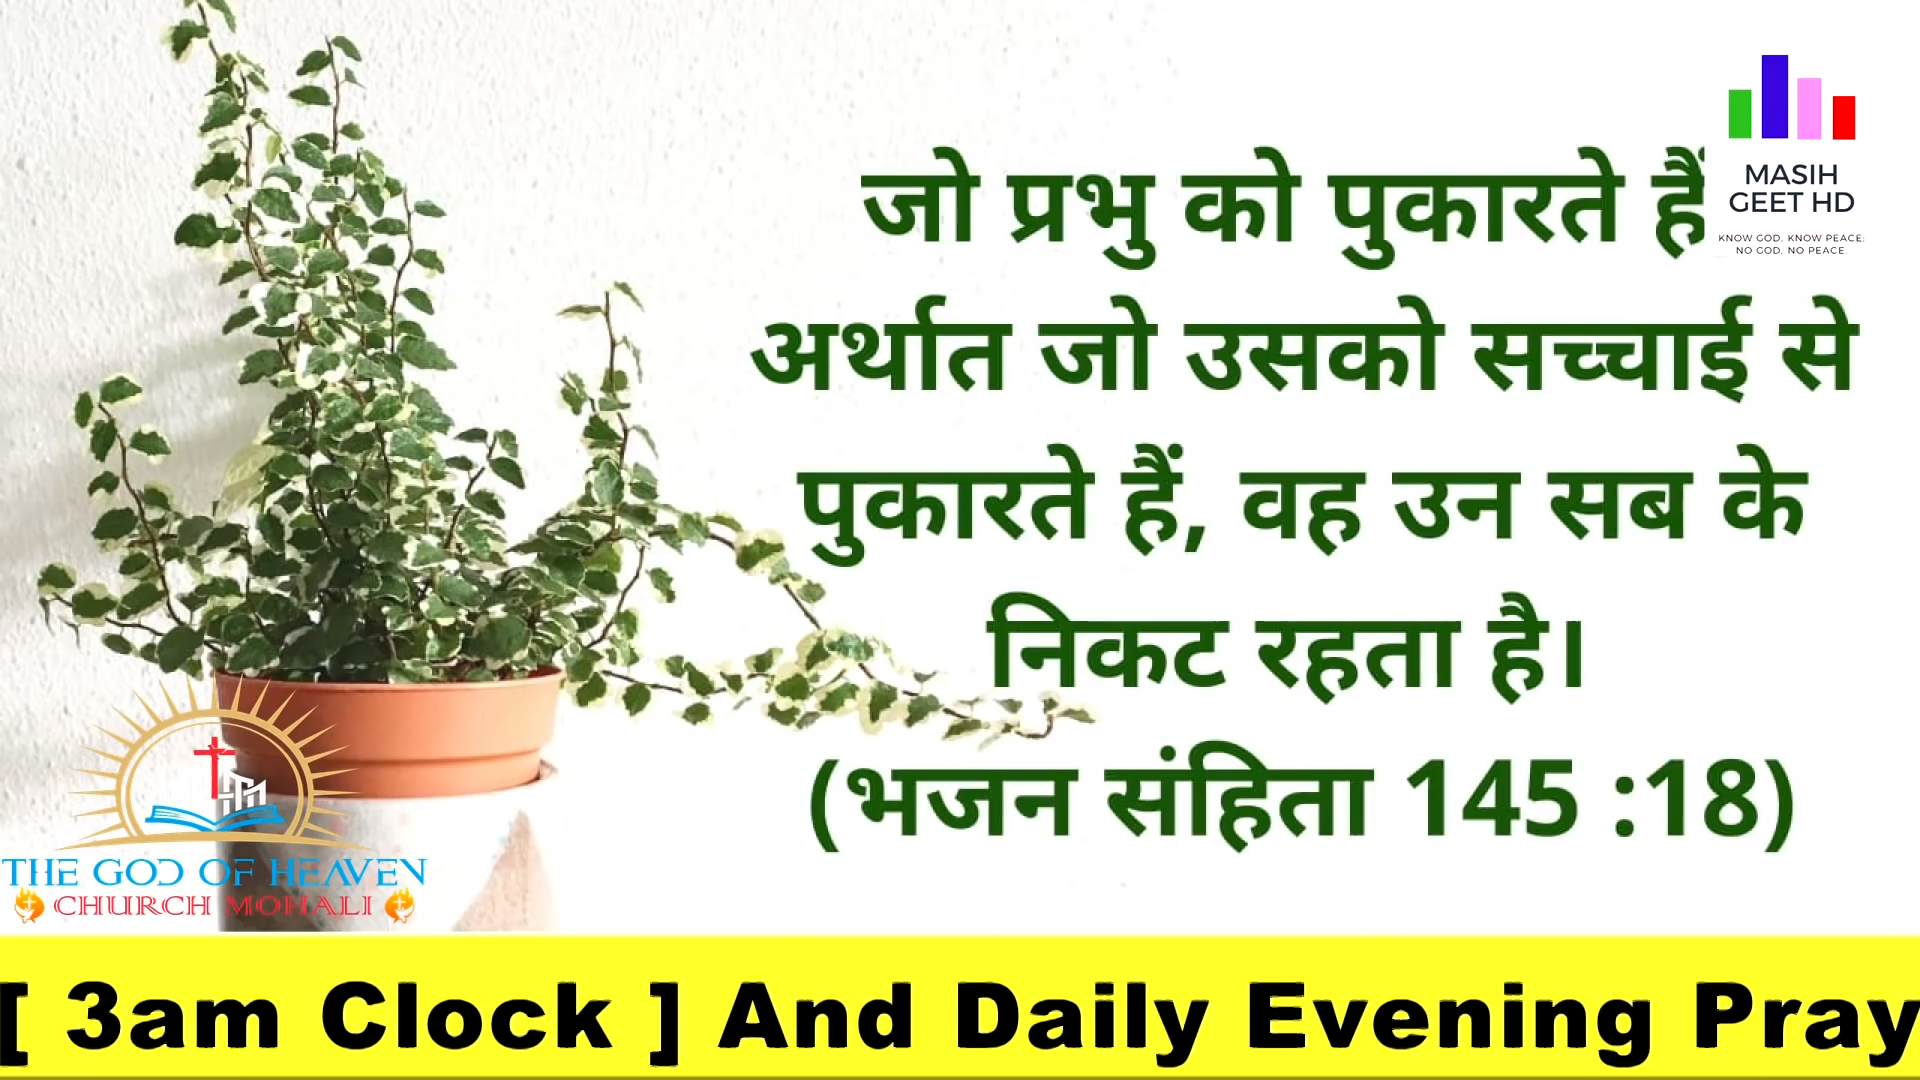 जो प्रभु को पुकारते हैं
अर्थात जो उसको सच्चाई से
पुकारते हैं, वह उन सब के
निकट रहता है।
(भजन संहिता 145 :18)
MASIH
GEET HD
KNOW GOD. KNOW PEACE:
NO GOD. NO PEACE.
THE GOD OF HEAVEN
CHURCH MOHALI
[ 3am Clock ] And Daily Evening Pray